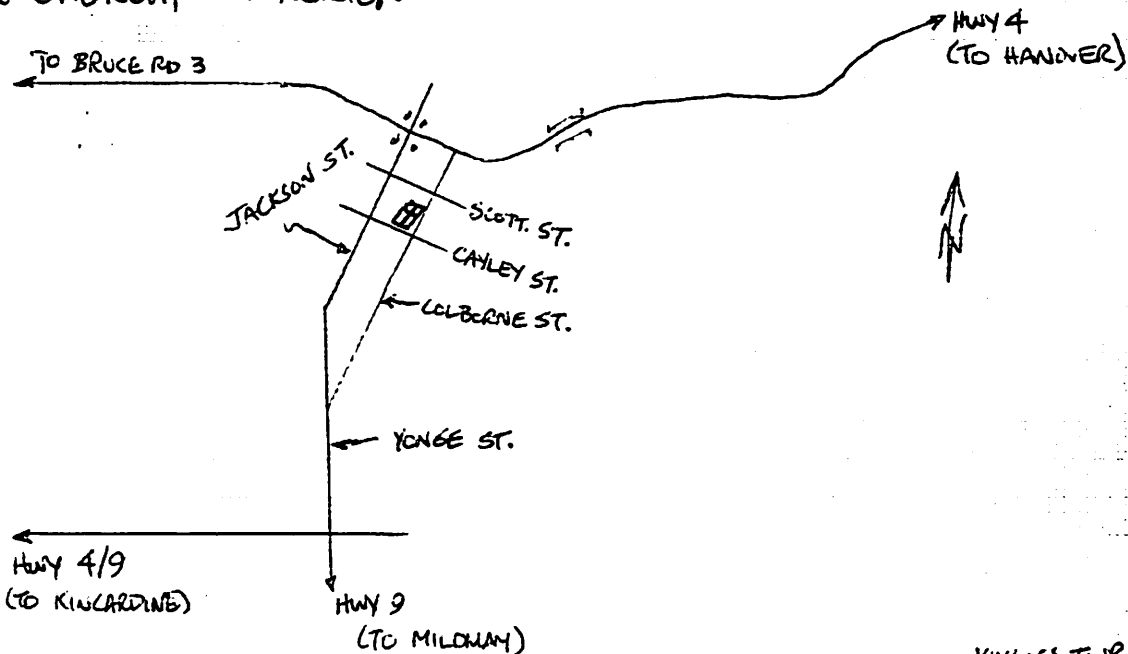 HWY 4
(TO HANOVER)
TO BRUCE RD 3
JACKSON ST.
SCOTT. ST.
CAYLEY ST.
COLBORNE ST.
N
YONGE ST.
HWY 4/9
(TO KINCARDINE)
HWY 9
(TO MILDMAY)